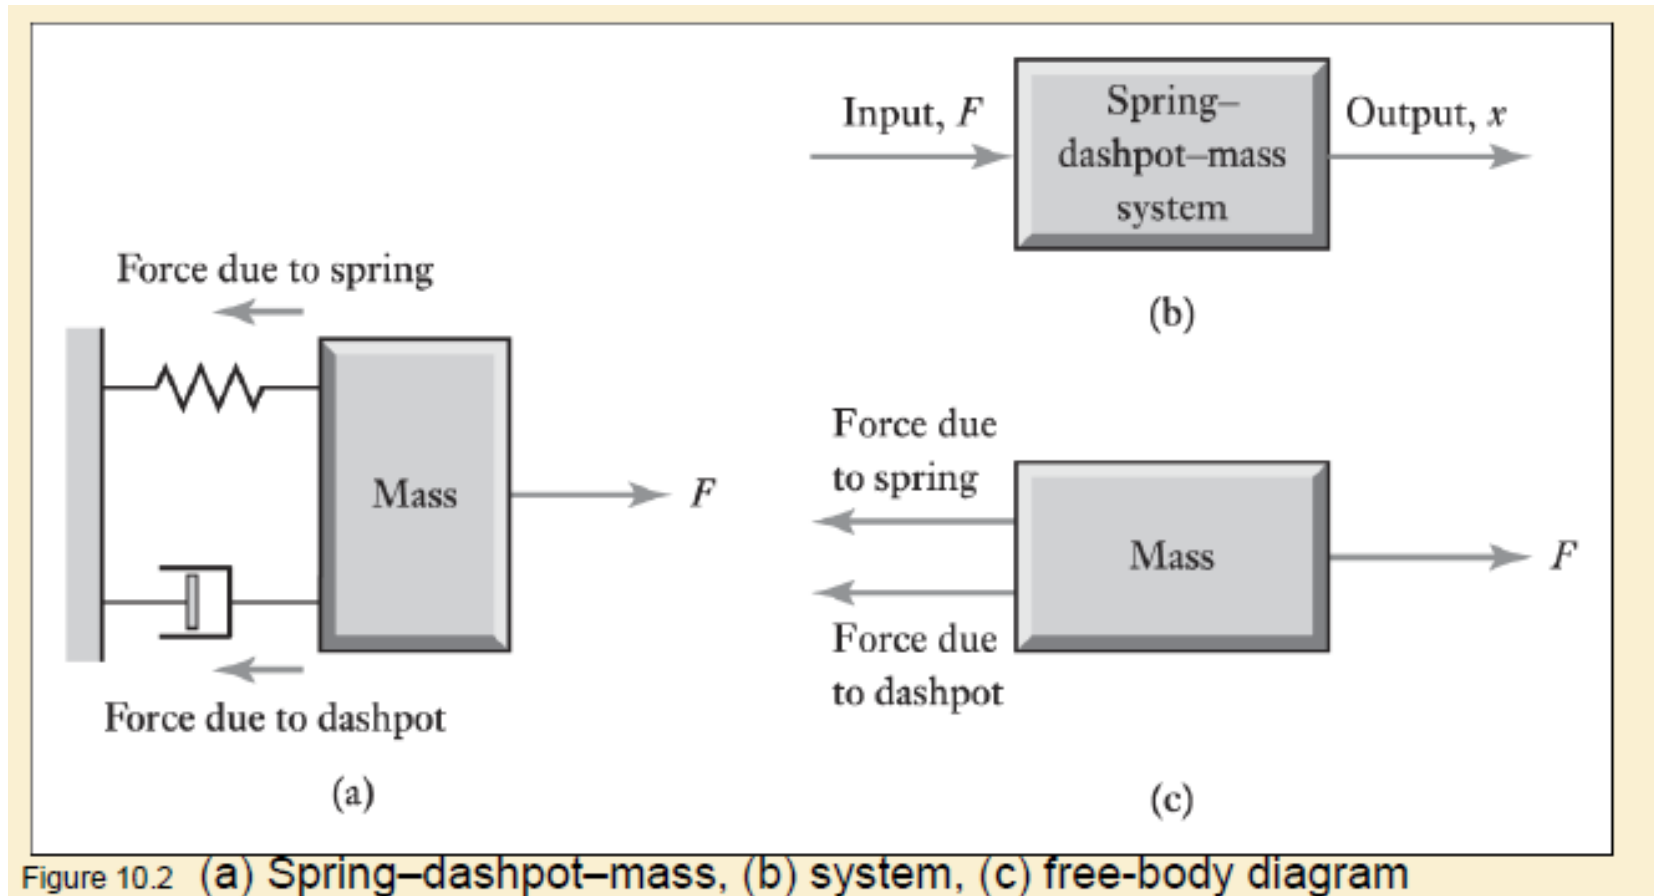 Force due to spring
Mass
F
Force due to dashpot
(a)
Input, F
Spring–
dashpot–mass
system
Output, x
(b)
Force due
to spring
Mass
F
Force due
to dashpot
(c)
Figure 10.2 (a) Spring–dashpot–mass, (b) system, (c) free-body diagram